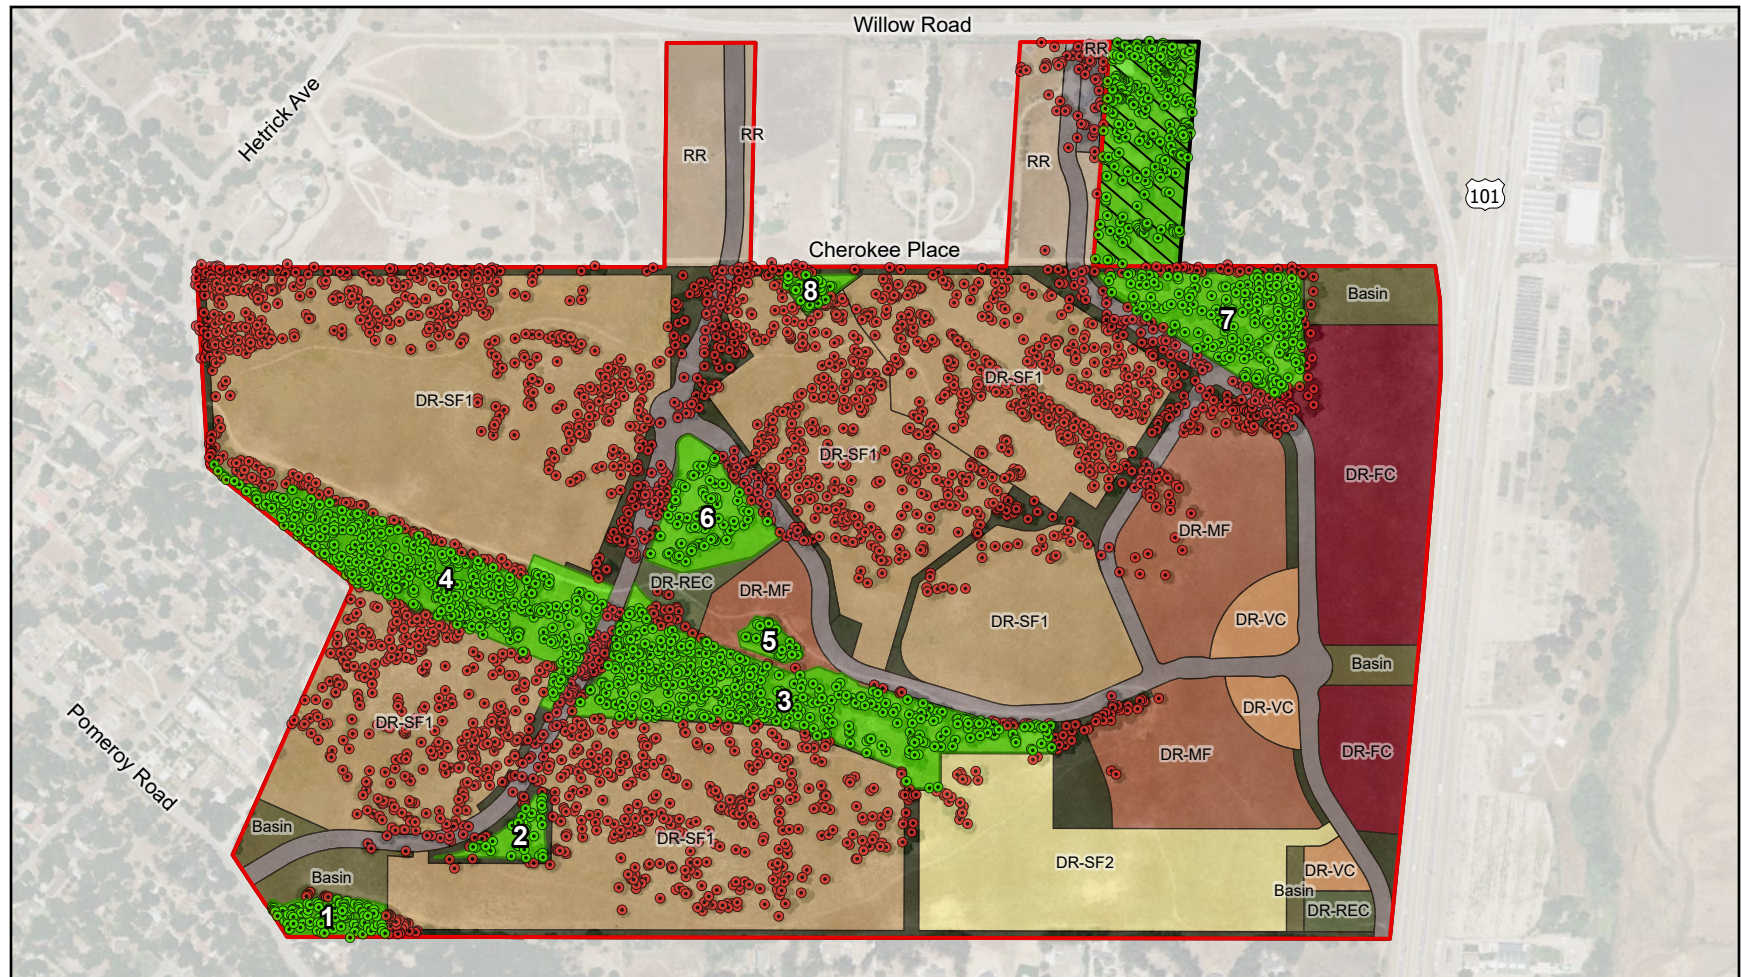 Willow Road
RR
Hetrick Ave
RR
RR
RR
101
Cherokee Place
8
Basin
7
DR-SF1
DR-SF1
DR-SF1
DR-FC
6
DR-MF
4
DR-REC
DR-MF
DR-VC
DR-SF1
5
Basin
3
DR-SF1
DR-VC
Pomeroy Road
DR-MF
DR-FC
Basin
2
DR-SF1
DR-SF2
DR-VC
Basin
Basin
DR-REC
1